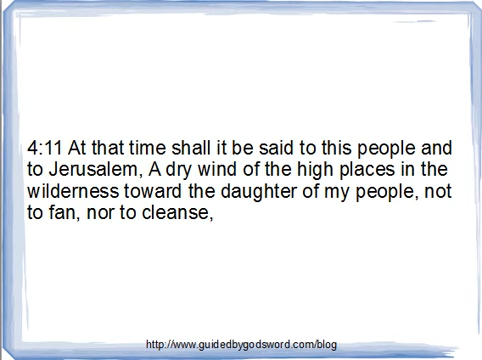 4:11 At that time shall it be said to this people and
to Jerusalem, A dry wind of the high places in the
wilderness toward the daughter of my people, not
to fan, nor to cleanse,
http://www.guidedbygodsword.com/blog